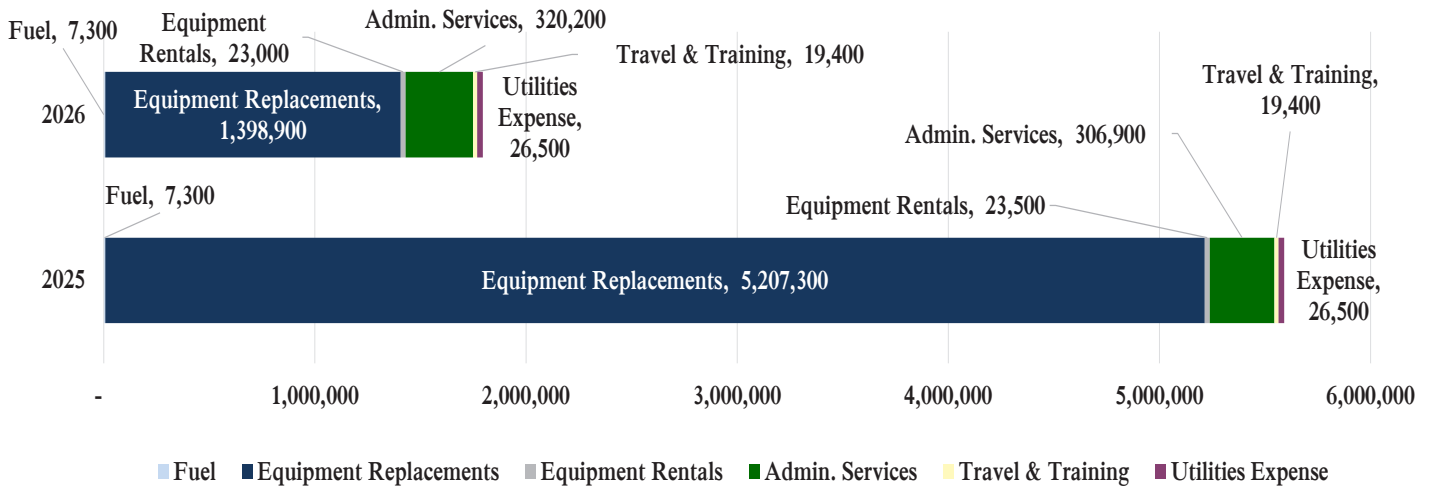 Fuel, 7,300
Equipment
Rentals, 23,000
Admin. Services, 320,200
Travel & Training, 19,400
2026
Equipment Replacements,
1,398,900
Utilities
Expense,
26,500
Travel & Training,
19,400
Admin. Services, 306,900
Fuel, 7,300
Equipment Rentals, 23,500
2025
Equipment Replacements, 5,207,300
Utilities
Expense,
26,500
- 1,000,000 2,000,000 3,000,000 4,000,000 5,000,000 6,000,000
Fuel Equipment Replacements Equipment Rentals Admin. Services Travel & Training Utilities Expense